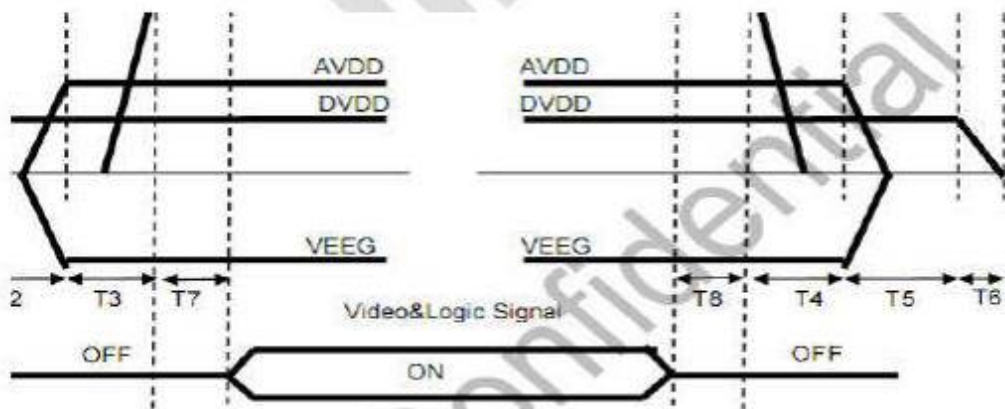 AVDD
AVDD
DVDD
DVDD
VEEG
VEEG
2
T3
T7
T8
T4
T5
T6
Video&Logic Signal
OFF
ON
OFF
Confidential